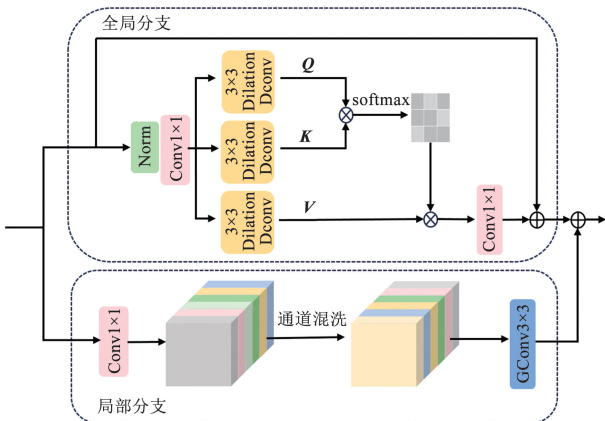 全局分支
Norm
Conv1×1
3×3
Dilation
Dconv
Q
3×3
Dilation
Dconv
K
3×3
Dilation
Dconv
V
softmax
Conv1×1
Conv1×1
通道混洗
GConv3×3
局部分支